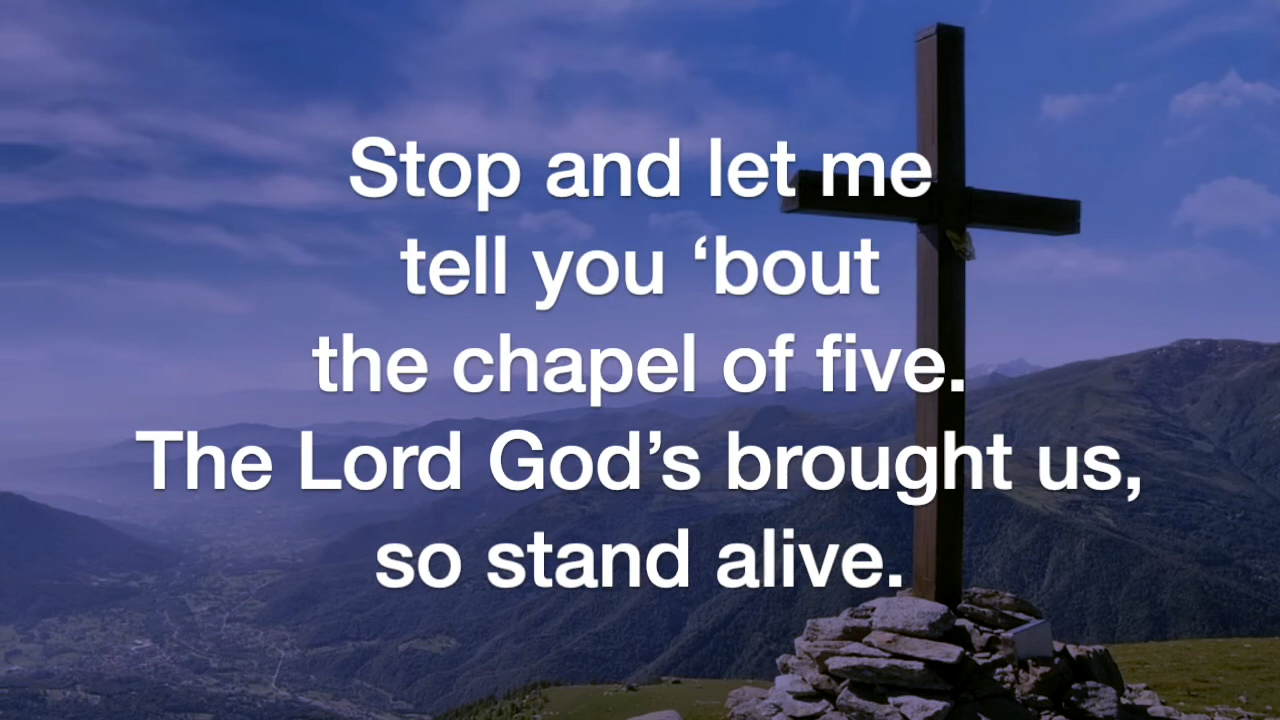 Stop and let me
tell you ‘bout
the chapel of five.
The Lord God’s brought us,
so stand alive.